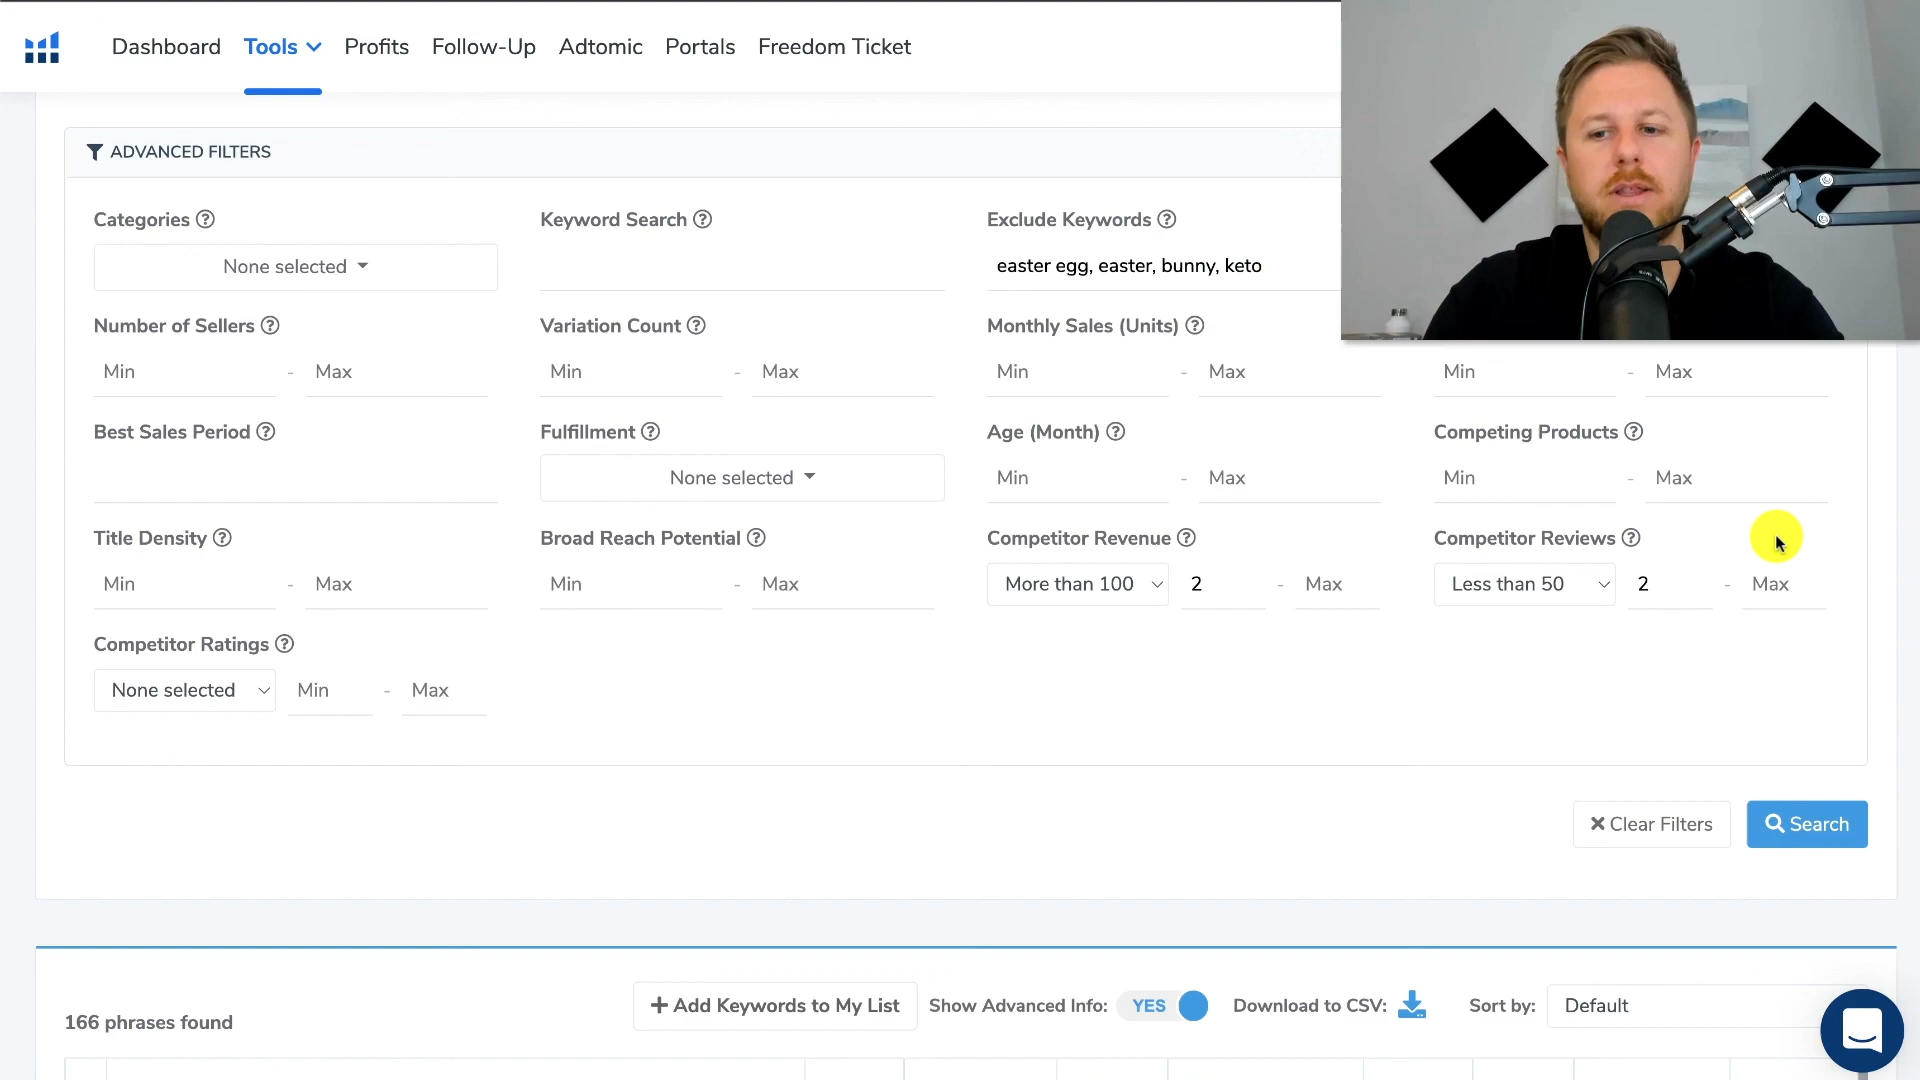 Dashboard Tools Profits Follow-Up Adtomic Portals Freedom Ticket
ADVANCED FILTERS
Categories ? Keyword Search ? Exclude Keywords ?
None selected easter egg, easter, bunny, keto
Number of Sellers ? Variation Count ? Monthly Sales (Units) ?
Min - Max Min - Max Min - Max Min - Max
Best Sales Period ? Fulfillment ? Age (Month) ? Competing Products ?
None selected Min - Max Min - Max
Title Density ? Broad Reach Potential ? Competitor Revenue ? Competitor Reviews ?
Min - Max Min - Max More than 100 2 - Max Less than 50 2 - Max
Competitor Ratings ?
None selected Min - Max
Clear Filters Search
166 phrases found + Add Keywords to My List Show Advanced Info: YES Download to CSV: Sort by: Default